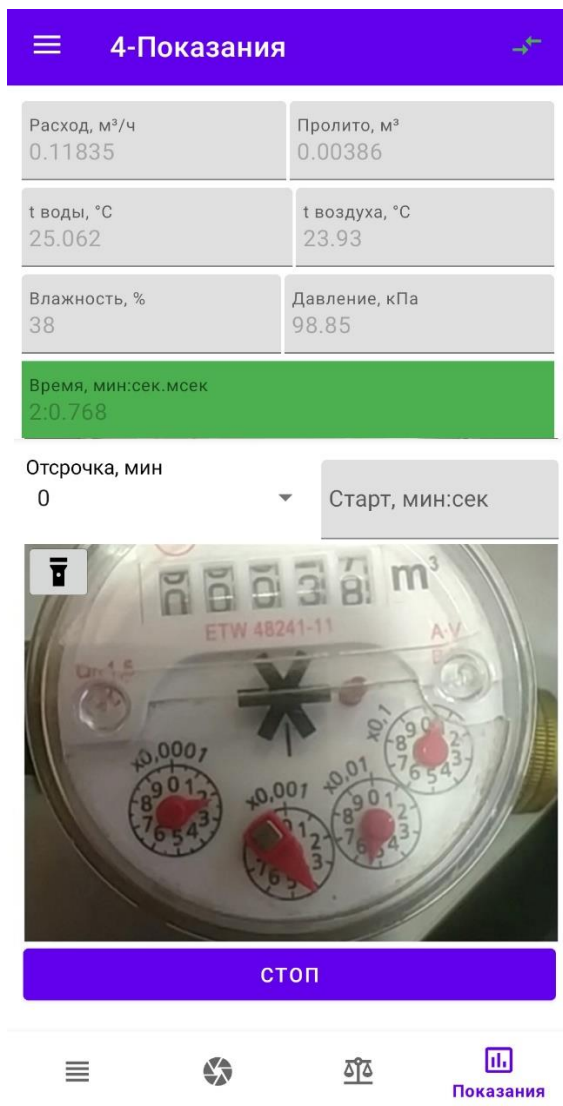 4-Показания
Расход, м³/ч
0.11835
Пролито, м³
0.00386
t воды, °C
25.062
t воздуха, °C
23.93
Влажность, %
38
Давление, кПа
98.85
Время, мин:сек.мсек
2:0.768
Отсрочка, мин
0
Старт, мин:сек
m³
ETW 48241-11
x0,0001
x0,001
x0,01
x0,1
СТОП
Показания